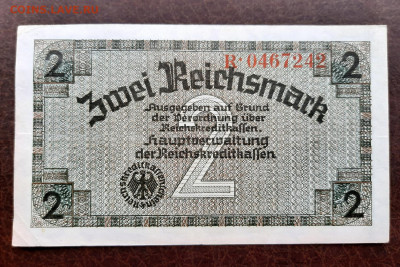 2 R·0467242 2
Zwei Reichsmark
Ausgegeben auf Grund
der Verordnung über
Reichskreditkassen.
Hauptverwaltung
der Reichskreditkassen
2
2 2